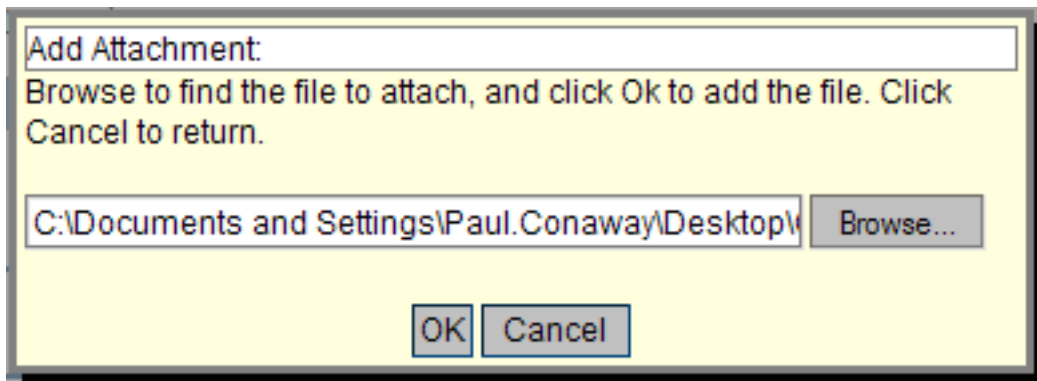 Add Attachment:
Browse to find the file to attach, and click Ok to add the file. Click
Cancel to return.
C:\Documents and Settings\Paul.Conaway\Desktop\
Browse...
OK
Cancel